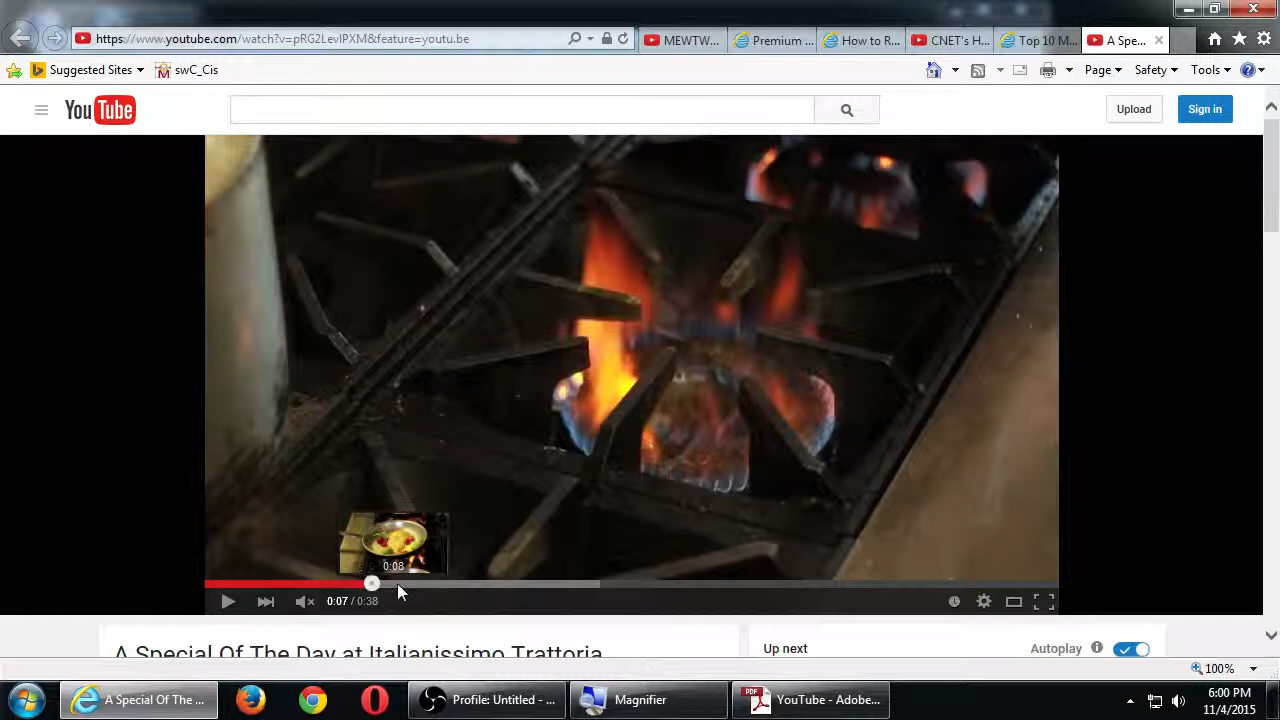 https://www.youtube.com/watch?v=pRG2LevlPXM&feature=youtu.be
MEWTW...
Premium ...
How to R...
CNET's H...
Top 10 M...
A Spe...
Suggested Sites
swC_Cis
Page
Safety
Tools
YouTube
Upload
Sign in
0:08
0:07 / 0:38
A Special Of The Day at Italianissimo Trattoria
Up next
Autoplay
100%
A Special Of The ...
Profile: Untitled - ...
Magnifier
PDF
YouTube - Adobe...
6:00 PM
11/4/2015